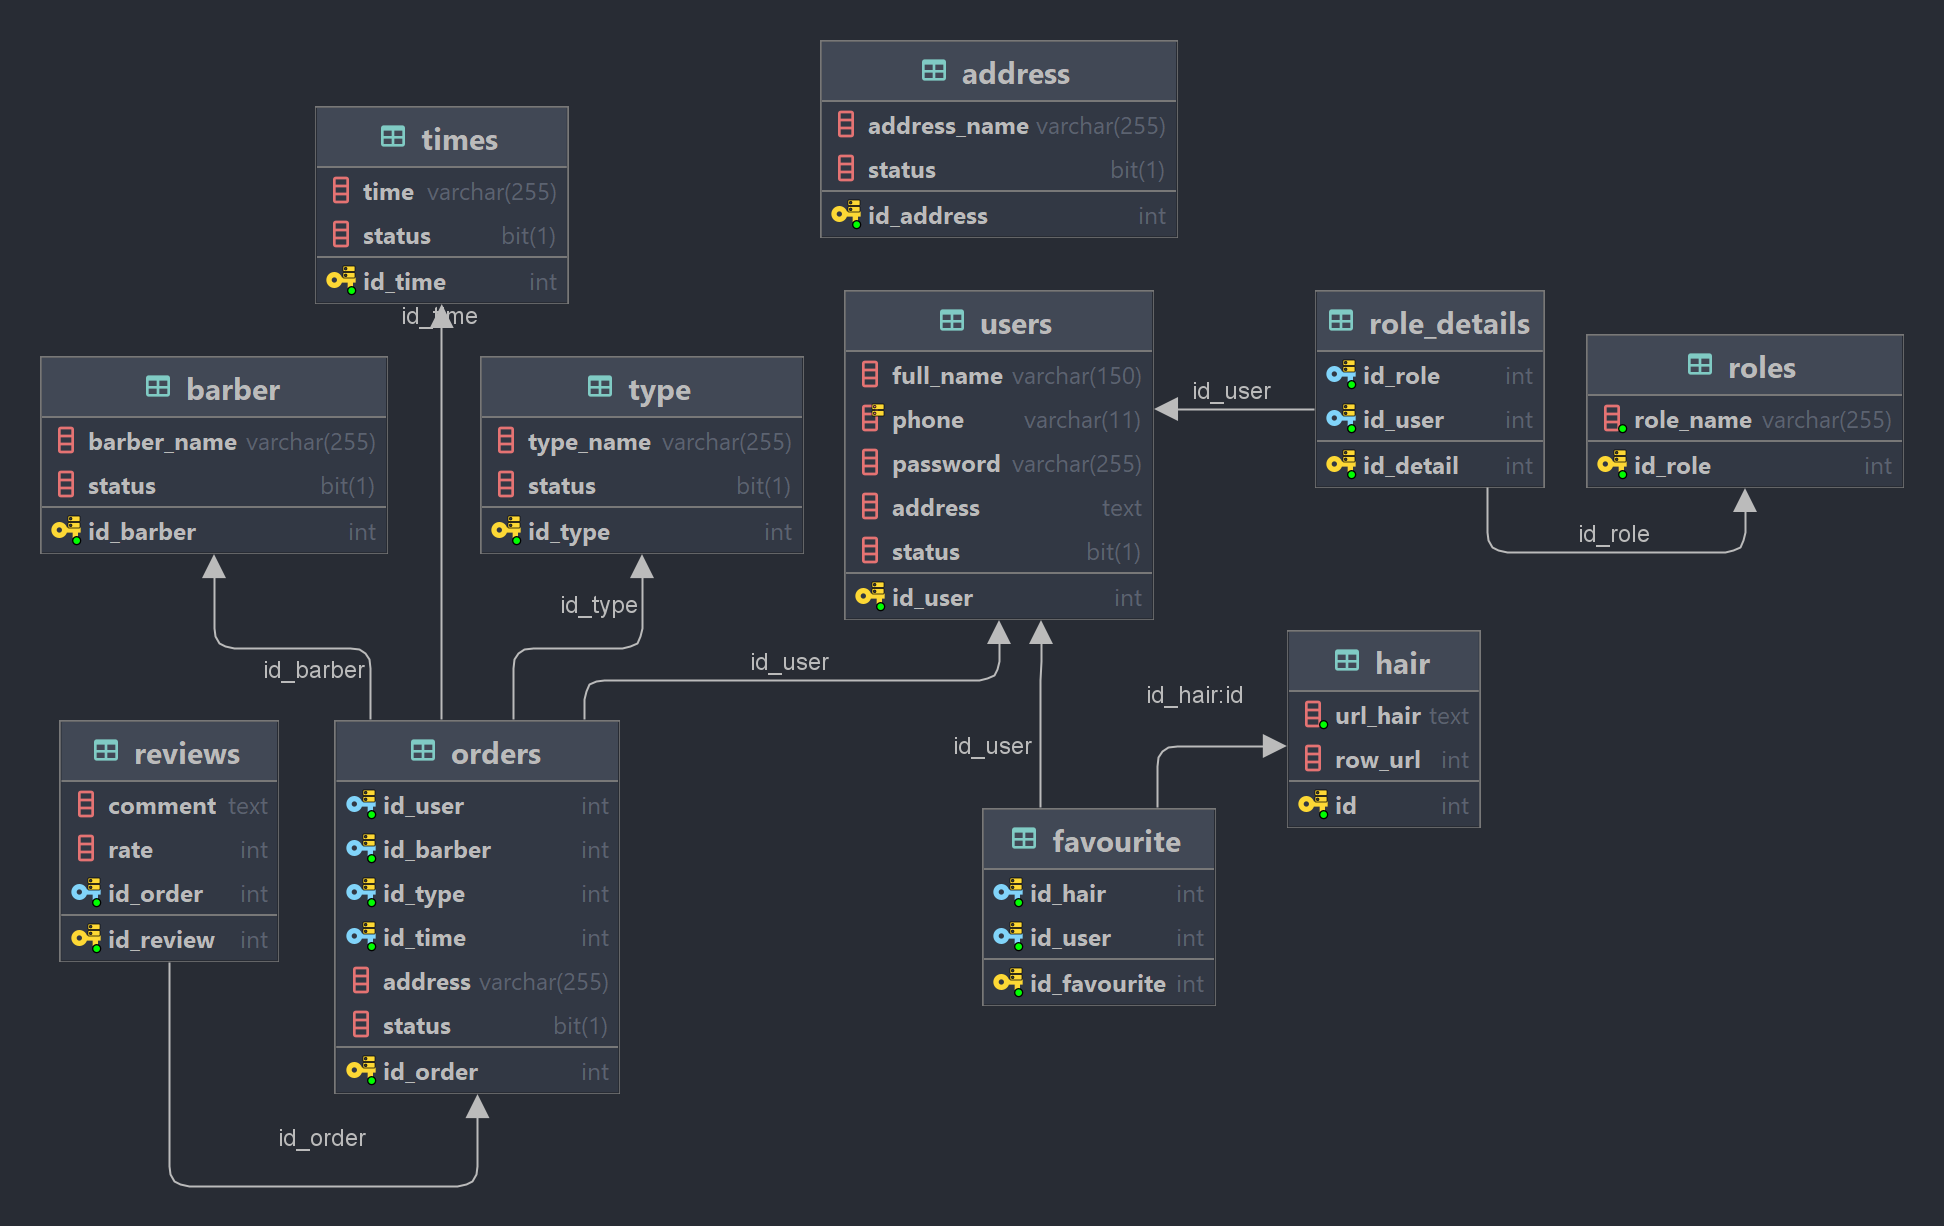 address
address_name varchar(255)
status bit(1)
id_address int
times
time varchar(255)
status bit(1)
id_time int
id_time
users
full_name varchar(150)
phone varchar(11)
password varchar(255)
address text
status bit(1)
id_user int
role_details
id_role int
id_user int
id_detail int
roles
role_name varchar(255)
id_role int
id_user
id_role
barber
barber_name varchar(255)
status bit(1)
id_barber int
type
type_name varchar(255)
status bit(1)
id_type int
id_type
id_barber
id_user
id_user
id_hair:id
hair
url_hair text
row_url int
id int
reviews
comment text
rate int
id_order int
id_review int
orders
id_user int
id_barber int
id_type int
id_time int
address varchar(255)
status bit(1)
id_order int
favourite
id_hair int
id_user int
id_favourite int
id_order